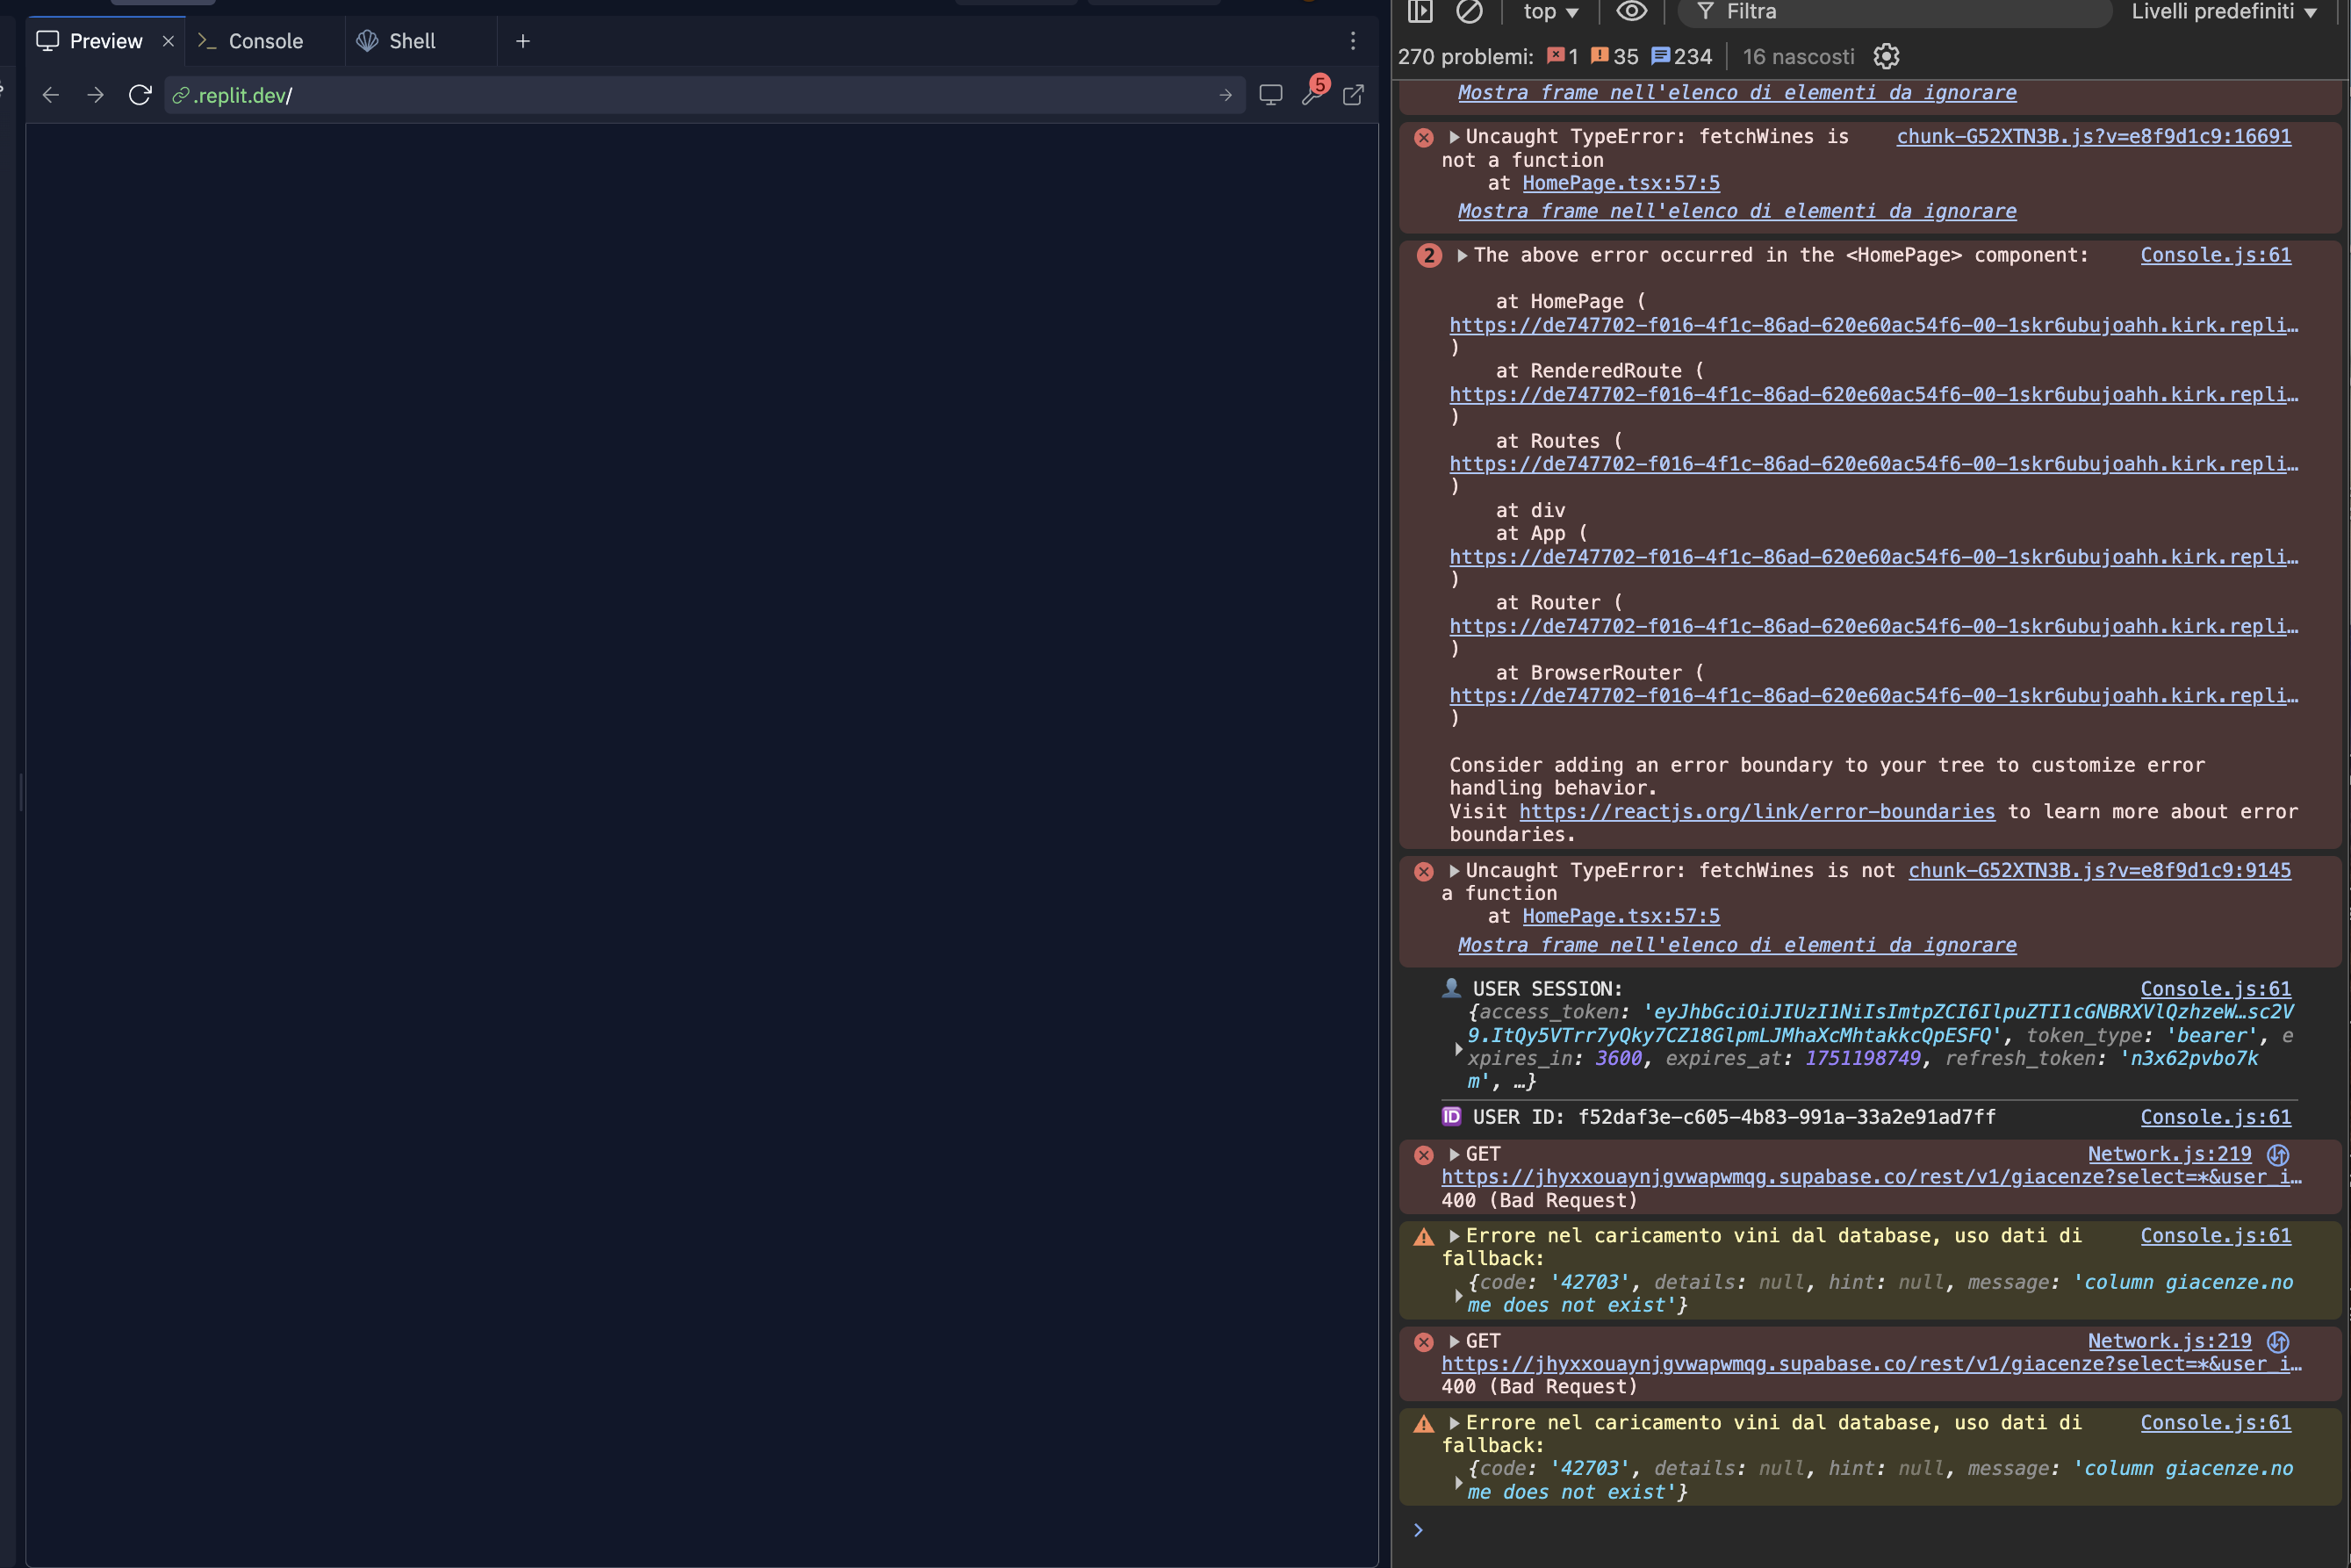 Preview
Console
Shell
.replit.dev/
5
top
Filtra
Livelli predefiniti
270 problemi: 1 35 234 16 nascosti
Mostra frame nell'elenco di elementi da ignorare
Uncaught TypeError: fetchWines is chunk-G52XTN3B.js?v=e8f9d1c9:16691
not a function
at HomePage.tsx:57:5
Mostra frame nell'elenco di elementi da ignorare
2 The above error occurred in the <HomePage> component: Console.js:61
at HomePage (
https://de747702-f016-4f1c-86ad-620e60ac54f6-00-1skr6ubujoahh.kirk.repli…
)
at RenderedRoute (
https://de747702-f016-4f1c-86ad-620e60ac54f6-00-1skr6ubujoahh.kirk.repli…
)
at Routes (
https://de747702-f016-4f1c-86ad-620e60ac54f6-00-1skr6ubujoahh.kirk.repli…
)
at div
at App (
https://de747702-f016-4f1c-86ad-620e60ac54f6-00-1skr6ubujoahh.kirk.repli…
)
at Router (
https://de747702-f016-4f1c-86ad-620e60ac54f6-00-1skr6ubujoahh.kirk.repli…
)
at BrowserRouter (
https://de747702-f016-4f1c-86ad-620e60ac54f6-00-1skr6ubujoahh.kirk.repli…
)
Consider adding an error boundary to your tree to customize error
handling behavior.
Visit https://reactjs.org/link/error-boundaries to learn more about error
boundaries.
Uncaught TypeError: fetchWines is not chunk-G52XTN3B.js?v=e8f9d1c9:9145
a function
at HomePage.tsx:57:5
Mostra frame nell'elenco di elementi da ignorare
USER SESSION: Console.js:61
{access_token: 'eyJhbGciOiJIUzI1NiIsImtpZCI6IlpuZTI1cGNBRXVlQzhzeW…sc2V
9.ItQy5VTrr7yQky7CZ18GlpmLJMhaXcMhtakkcQpESFQ', token_type: 'bearer', e
xpires_in: 3600, expires_at: 1751198749, refresh_token: 'n3x62pvbo7k
m', …}
ID USER ID: f52daf3e-c605-4b83-991a-33a2e91ad7ff Console.js:61
GET Network.js:219
https://jhyxxouaynjgvwapwmqg.supabase.co/rest/v1/giacenze?select=*&user_i…
400 (Bad Request)
Errore nel caricamento vini dal database, uso dati di Console.js:61
fallback:
{code: '42703', details: null, hint: null, message: 'column giacenze.no
me does not exist'}
GET Network.js:219
https://jhyxxouaynjgvwapwmqg.supabase.co/rest/v1/giacenze?select=*&user_i…
400 (Bad Request)
Errore nel caricamento vini dal database, uso dati di Console.js:61
fallback:
{code: '42703', details: null, hint: null, message: 'column giacenze.no
me does not exist'}